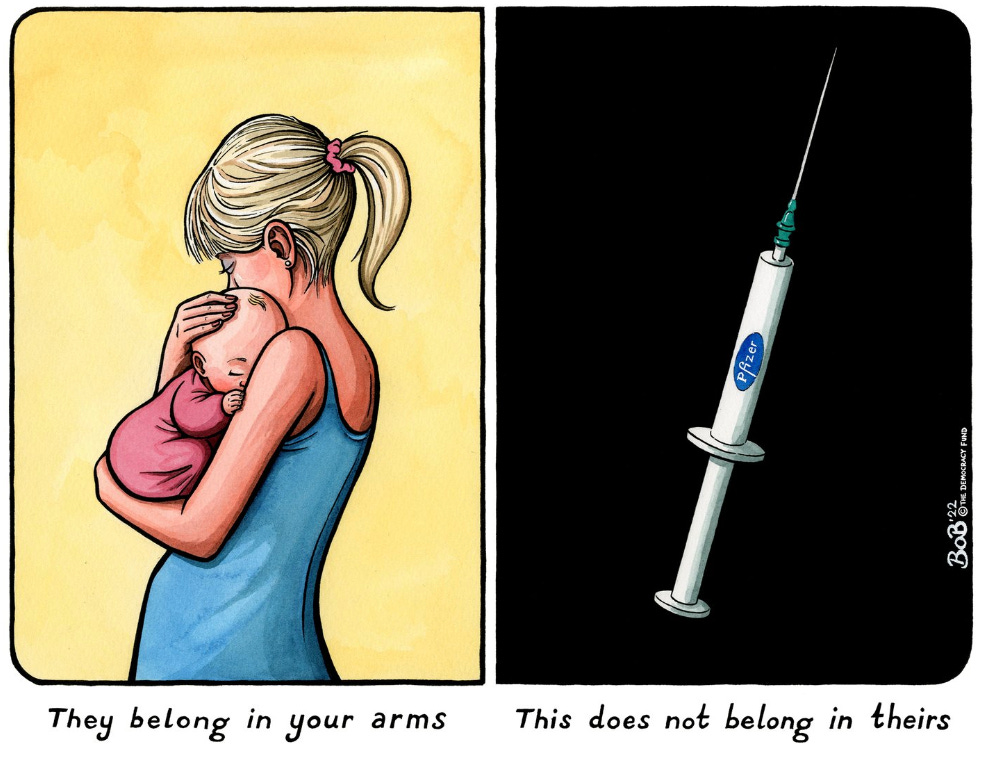 Pfizer
BOB '22 © THE DEMOCRACY FUND
They belong in your arms
This does not belong in theirs